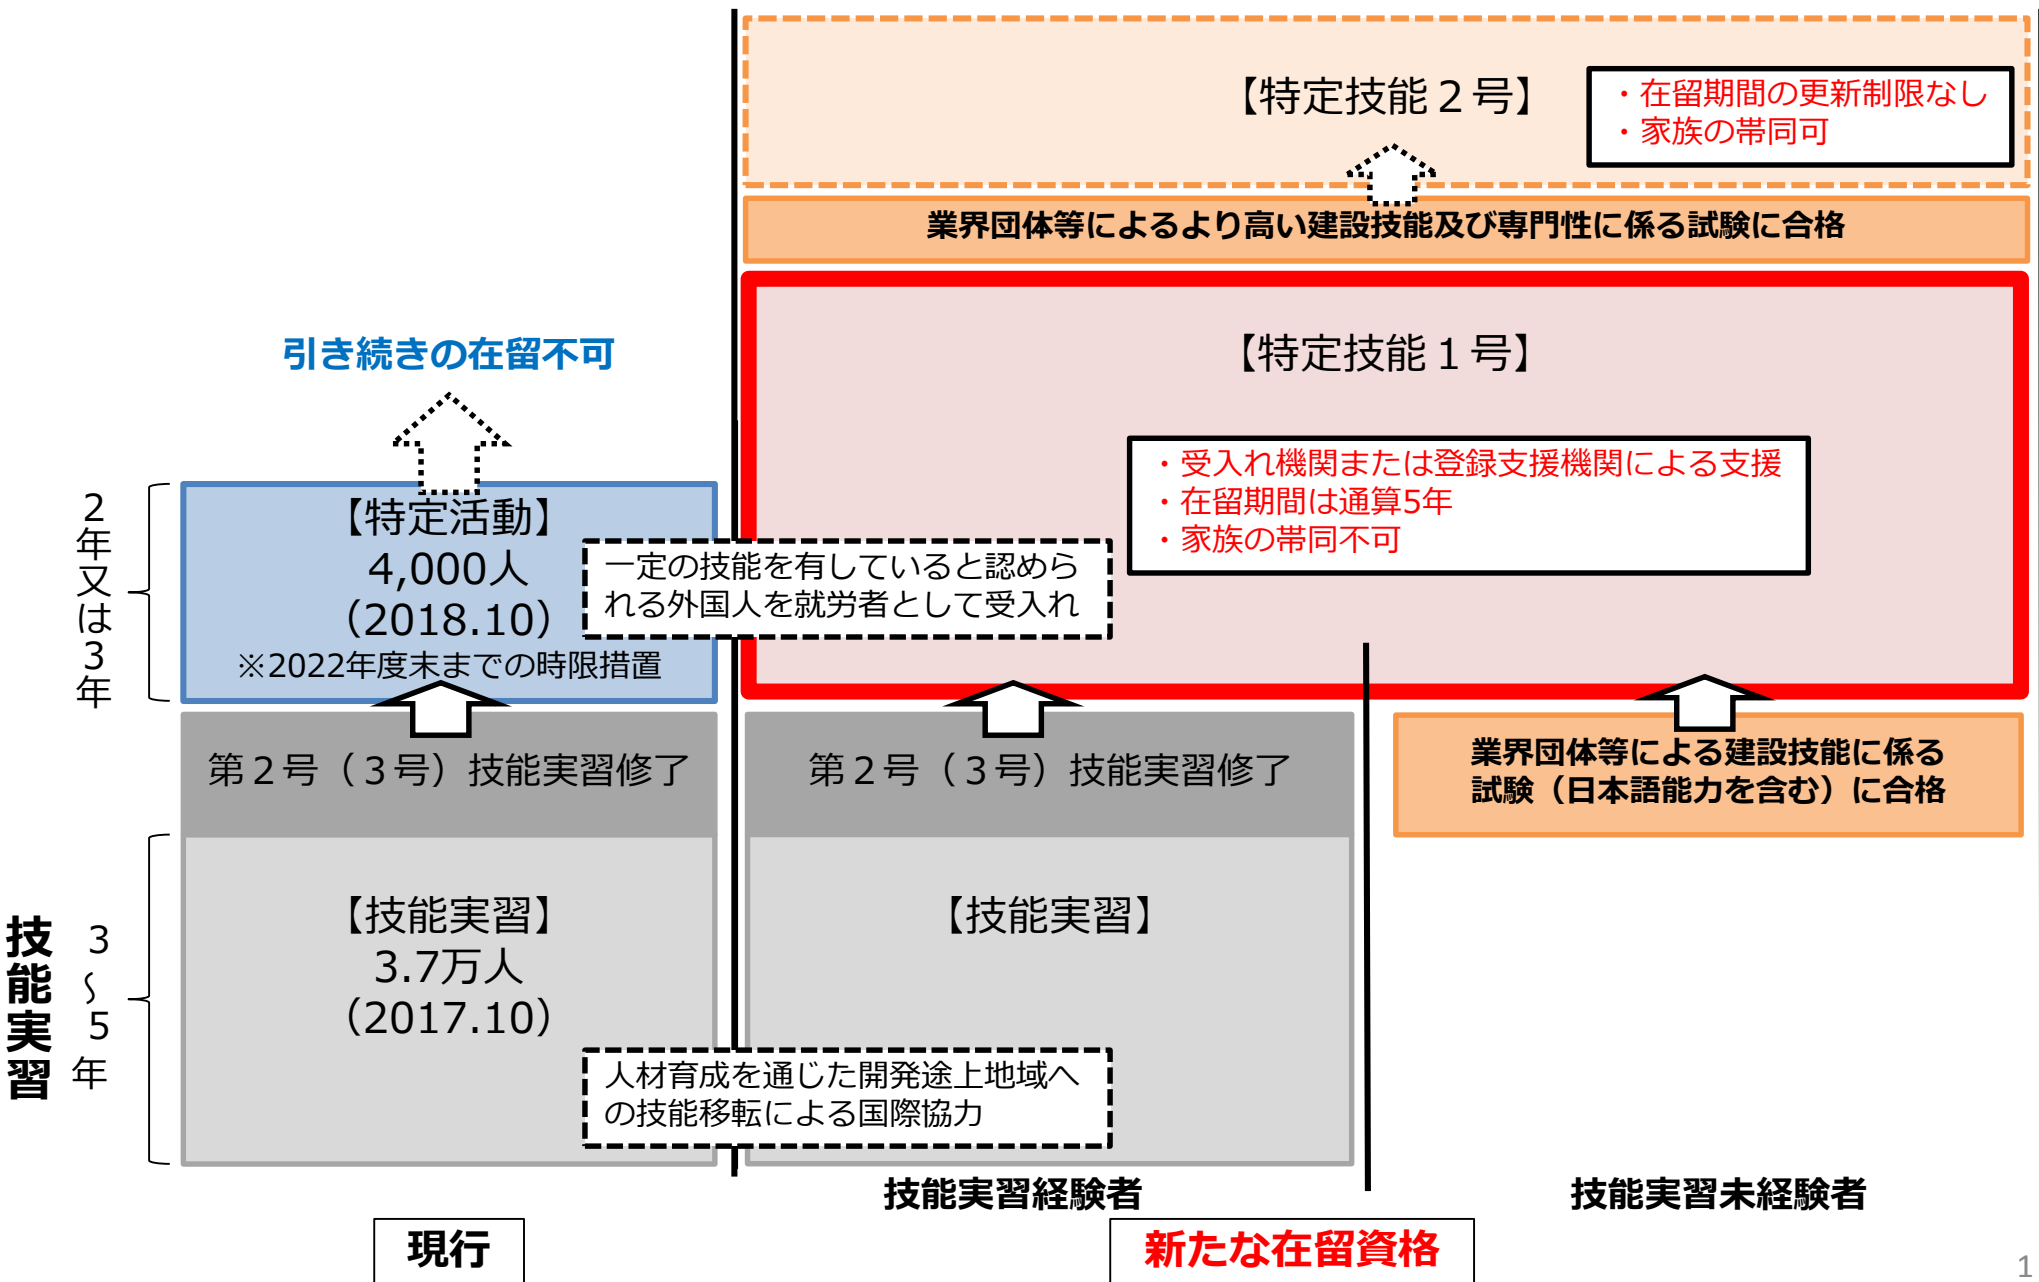 【特定技能２号】
・在留期間の更新制限なし
・家族の帯同可
業界団体等によるより高い建設技能及び専門性に係る試験に合格
引き続きの在留不可
【特定技能１号】
・受入れ機関または登録支援機関による支援
・在留期間は通算5年
・家族の帯同不可
２年又は３年
【特定活動】
4,000人
（2018.10）
※2022年度末までの時限措置
一定の技能を有していると認めら
れる外国人を就労者として受入れ
第２号（３号）技能実習修了
第２号（３号）技能実習修了
業界団体等による建設技能に係る
試験（日本語能力を含む）に合格
技能実習
３～５年
【技能実習】
3.7万人
（2017.10）
【技能実習】
人材育成を通じた開発途上地域へ
の技能移転による国際協力
技能実習経験者
技能実習未経験者
現行
新たな在留資格
1